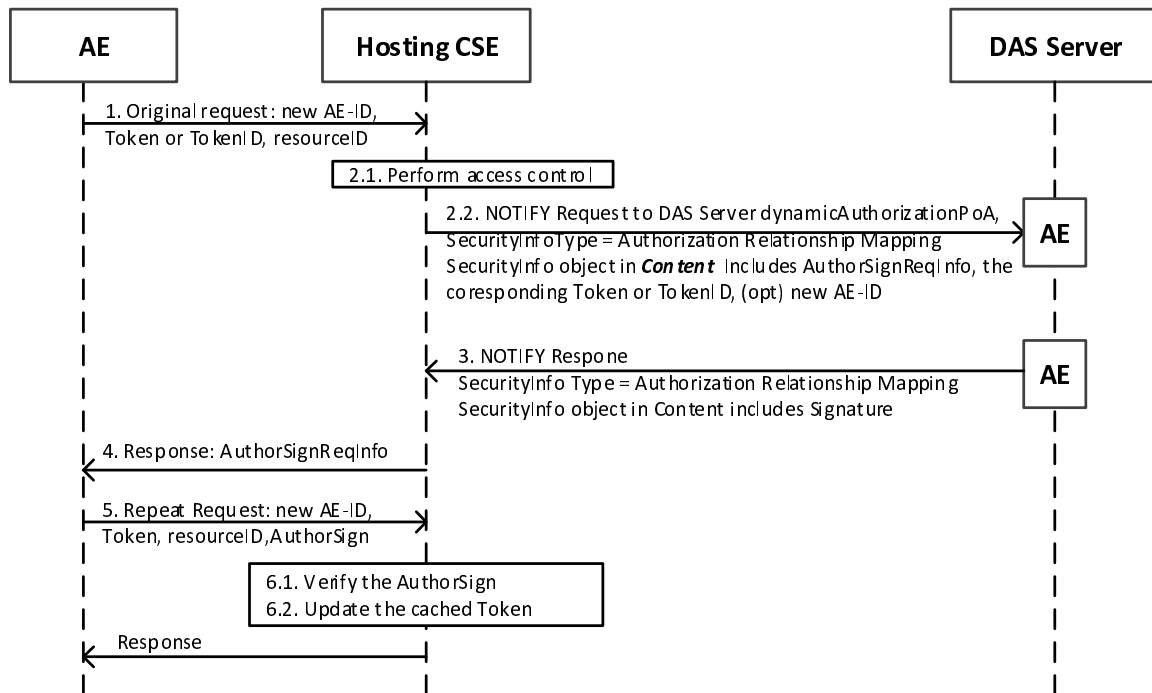 AE
Hosting CSE
DAS Server
1. Original request: new AE-ID,
Token or TokenID, resourceID
2.1. Perform access control
2.2. NOTIFY Request to DAS Server dynamicAuthorizationPoA,
SecurityInfoType = Authorization Relationship Mapping
SecurityInfo object in Content Includes AuthorSignReqInfo, the
coresponding Token or TokenID, (opt) new AE-ID
AE
3. NOTIFY Respone
SecurityInfo Type = Authorization Relationship Mapping
SecurityInfo object in Content includes Signature
AE
4. Response: AuthorSignReqInfo
5. Repeat Request: new AE-ID,
Token, resourceID,AuthorSign
6.1. Verify the AuthorSign
6.2. Update the cached Token
Response